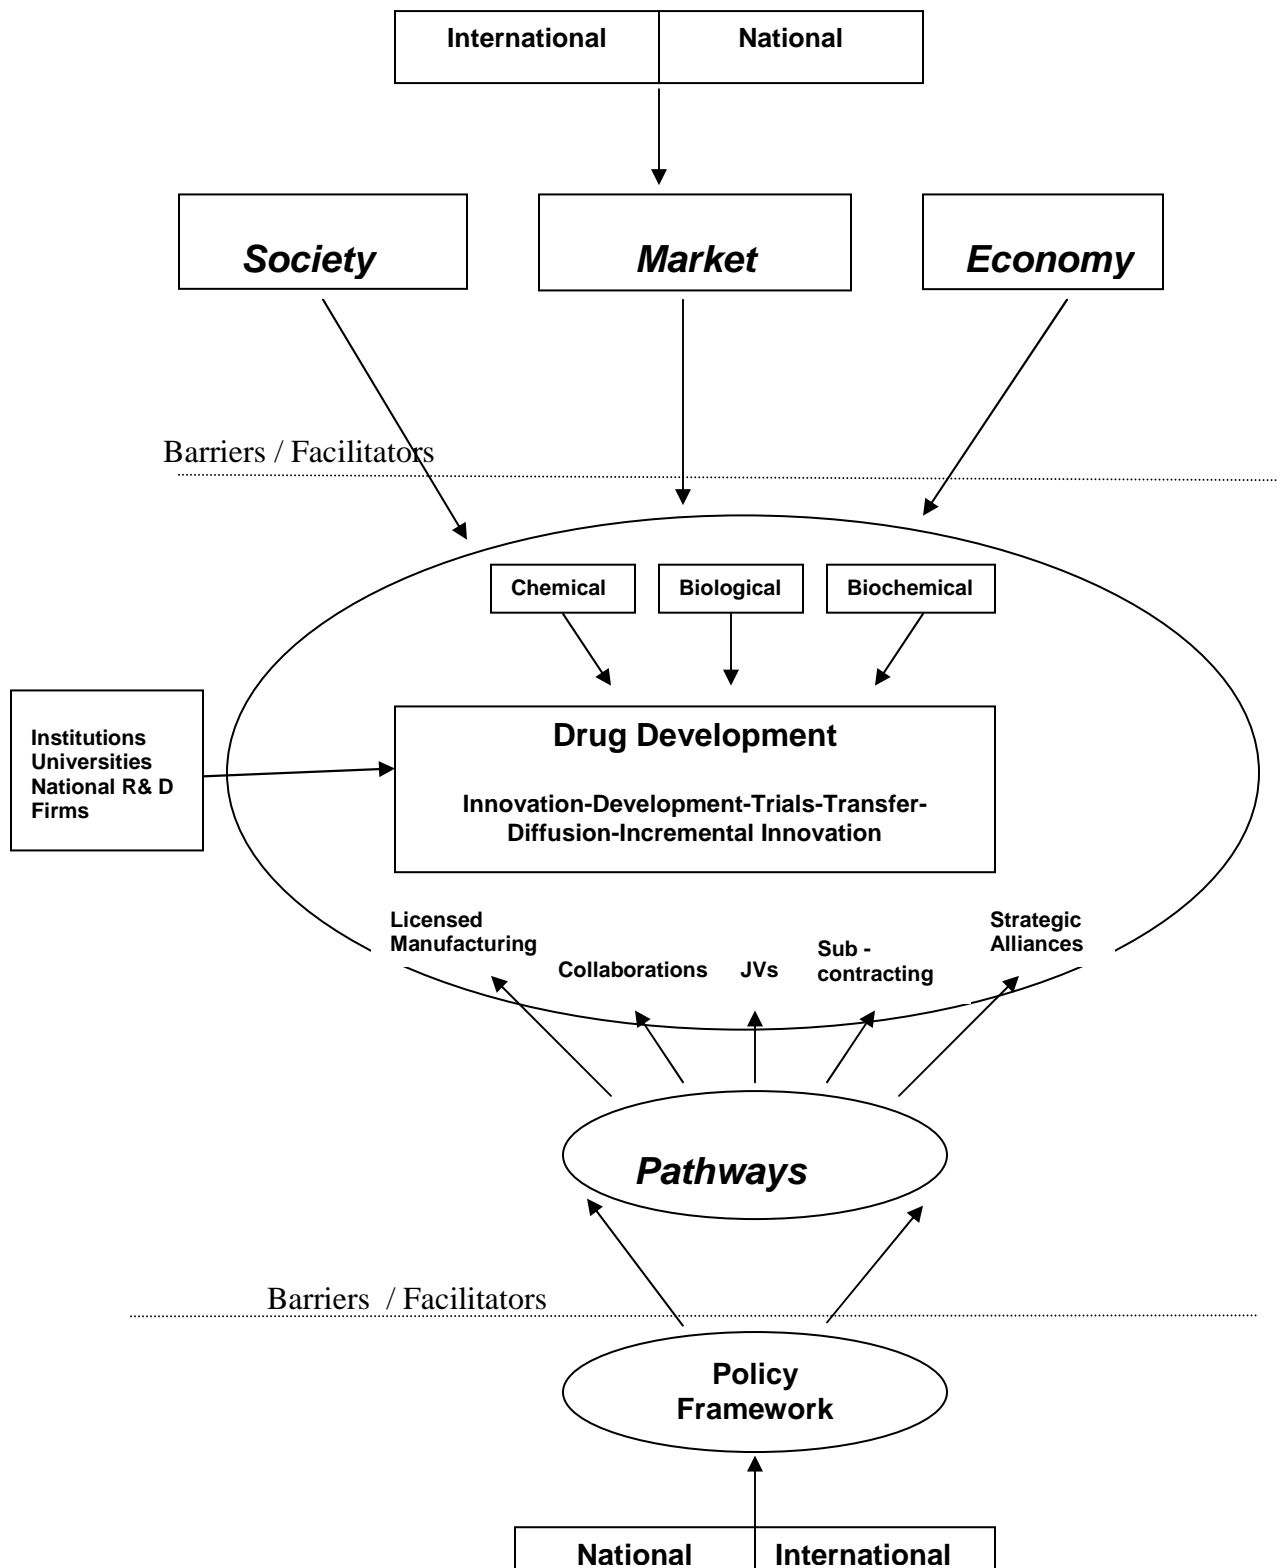 International National
Society Market Economy
Barriers / Facilitators
Chemical Biological Biochemical
Institutions
Universities
National R& D
Firms
Drug Development
Innovation-Development-Trials-Transfer-
Diffusion-Incremental Innovation
Licensed
Manufacturing
Collaborations
JVs
Sub -
contracting
Strategic
Alliances
Pathways
Barriers / Facilitators
Policy
Framework
National International